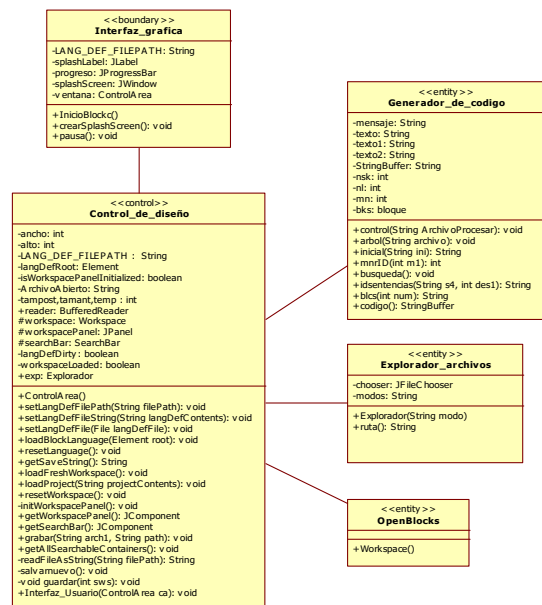 <<boundary>>
Interfaz_grafica
-LANG_DEF_FILEPATH: String
-splashLabel: JLabel
-progreso: JProgressBar
-splashScreen: JWindow
-ventana: ControlArea
+InicioBlockc()
+crearSplashScreen(): void
+pausa(): void
<<control>>
Control_de_diseño
-ancho: int
-alto: int
-LANG_DEF_FILEPATH : String
-langDefRoot: Element
-isWorkspacePanelInitialized: boolean
-ArchivoAbierto: String
-tampost,tamant,temp : int
+reader: BufferedReader
#workspace: Workspace
#workspacePanel: JPanel
#searchBar: SearchBar
-langDefDirty: boolean
-workspaceLoaded: boolean
+exp: Explorador
+ControlArea()
+setLangDefFilePath(String filePath): void
+setLangDefFileString(String langDefContents): void
+setLangDefFile(File langDefFile): void
+loadBlockLanguage(Element root): void
+resetLanguage(): void
+getSaveString(): String
+loadFreshWorkspace(): void
+loadProject(String projectContents): void
+resetWorkspace(): void
-initWorkspacePanel(): void
+getWorkspacePanel(): JComponent
+getSearchBar(): JComponent
+grabar(String arch1, String path): void
+getAllSearchableContainers(): void
-readFileAsString(String filePath): String
-salvarnuevo(): void
-void guardar(int sws): void
+Interfaz_Usuario(ControlArea ca): void
<<entity>>
Generador_de_codigo
-mensaje: String
-texto: String
-texto1: String
-texto2: String
-StringBuffer: String
-nsk: int
-nl: int
-mn: int
-bks: bloque
+control(String ArchivoProcesar): void
+arbol(String archivo): void
+inicial(String ini): String
+mnrID(int m1): int
+busqueda(): void
+idsentencias(String s4, int des1): String
+blcs(int num): String
+codigo(): StringBuffer
<<entity>>
Explorador_archivos
-chooser: JFileChooser
-modos: String
+Explorador(String modo)
+ruta(): String
<<entity>>
OpenBlocks
+Workspace()